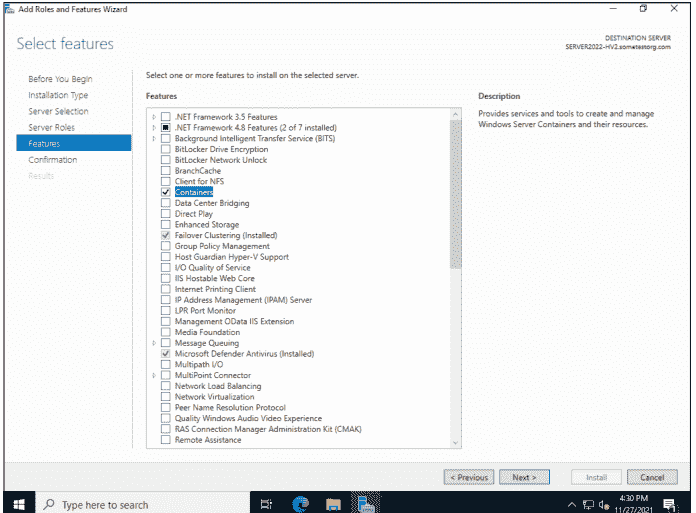 Add Roles and Features Wizard
Select features
DESTINATION SERVER
SERVER2022-HV2.sometestorg.com
Before You Begin
Installation Type
Server Selection
Server Roles
Features
Confirmation
Results
Select one or more features to install on the selected server.
Features
.NET Framework 3.5 Features
.NET Framework 4.8 Features (2 of 7 installed)
Background Intelligent Transfer Service (BITS)
BitLocker Drive Encryption
BitLocker Network Unlock
BranchCache
Client for NFS
Containers
Data Center Bridging
Direct Play
Enhanced Storage
Failover Clustering (Installed)
Group Policy Management
Host Guardian Hyper-V Support
I/O Quality of Service
IIS Hostable Web Core
Internet Printing Client
IP Address Management (IPAM) Server
LPR Port Monitor
Management OData IIS Extension
Media Foundation
Message Queuing
Microsoft Defender Antivirus (Installed)
Multipath I/O
MultiPoint Connector
Network Load Balancing
Network Virtualization
Peer Name Resolution Protocol
Quality Windows Audio Video Experience
RAS Connection Manager Administration Kit (CMAK)
Remote Assistance
Description
Provides services and tools to create and manage
Windows Server Containers and their resources.
< Previous
Next >
Install
Cancel
Type here to search
4:30 PM
11/27/2021